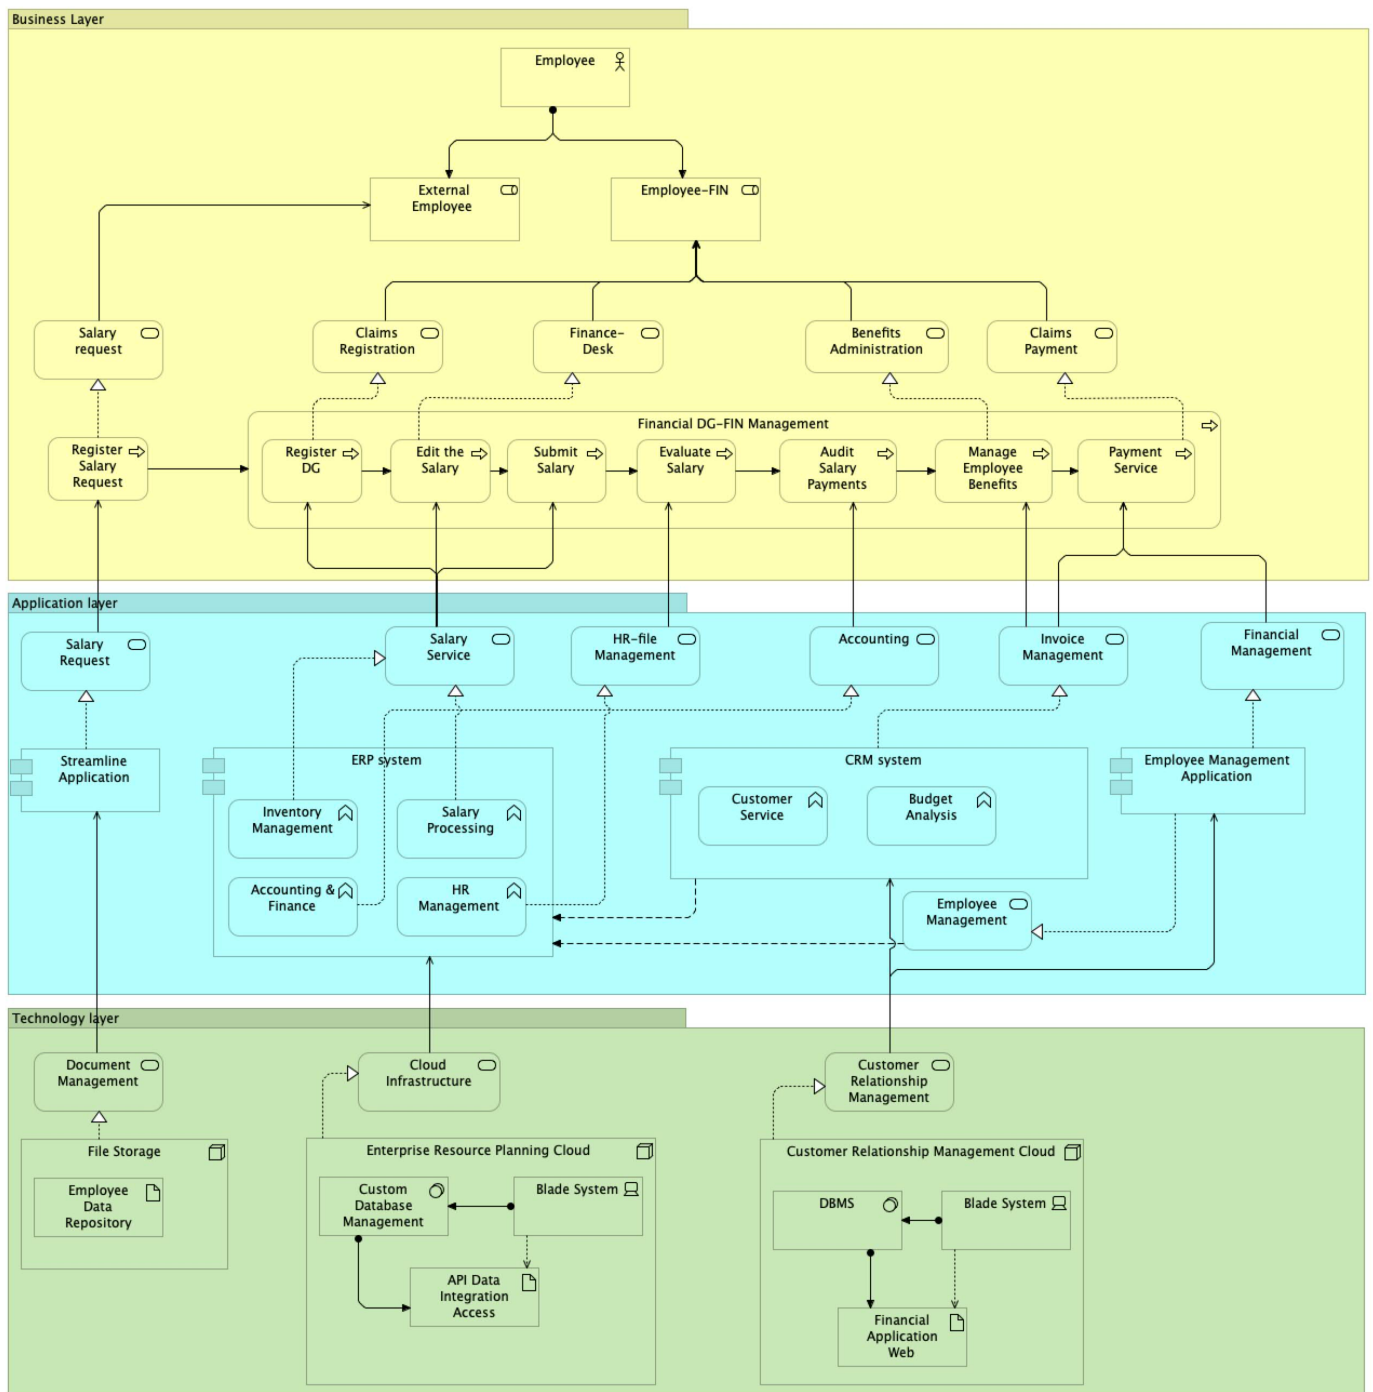 Business Layer
Employee
External
Employee
Employee-FIN
Salary
request
Claims
Registration
Finance-
Desk
Benefits
Administration
Claims
Payment
Financial DG-FIN Management
Register
Salary
Request
Register
DG
Edit the
Salary
Submit
Salary
Evaluate
Salary
Audit
Salary
Payments
Manage
Employee
Benefits
Payment
Service
Application layer
Salary
Request
Salary
Service
HR-file
Management
Accounting
Invoice
Management
Financial
Management
Streamline
Application
ERP system
Inventory
Management
Salary
Processing
Accounting &
Finance
HR
Management
CRM system
Customer
Service
Budget
Analysis
Employee Management
Application
Employee
Management
Technology layer
Document
Management
Cloud
Infrastructure
Customer
Relationship
Management
File Storage
Employee
Data
Repository
Enterprise Resource Planning Cloud
Custom
Database
Management
Blade System
API Data
Integration
Access
Customer Relationship Management Cloud
DBMS
Blade System
Financial
Application
Web